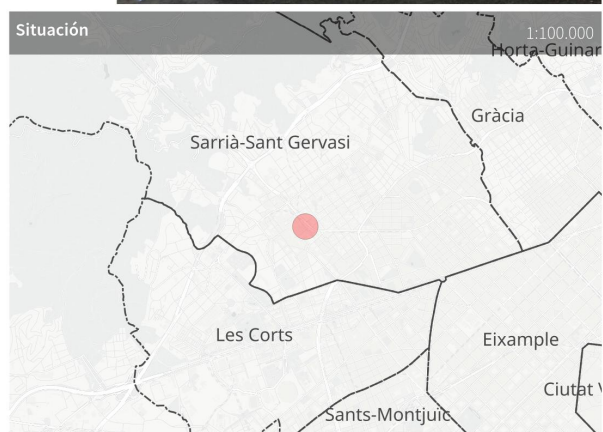 Situación
1:100.000
Horta-Guinar
Gràcia
Sarrià-Sant Gervasi
Les Corts
Eixample
Ciutat V
Sants-Montjuïc